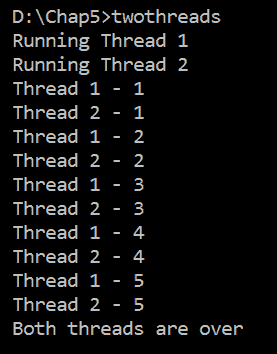 D:\Chap5>twothreads
Running Thread 1
Running Thread 2
Thread 1 - 1
Thread 2 - 1
Thread 1 - 2
Thread 2 - 2
Thread 1 - 3
Thread 2 - 3
Thread 1 - 4
Thread 2 - 4
Thread 1 - 5
Thread 2 - 5
Both threads are over